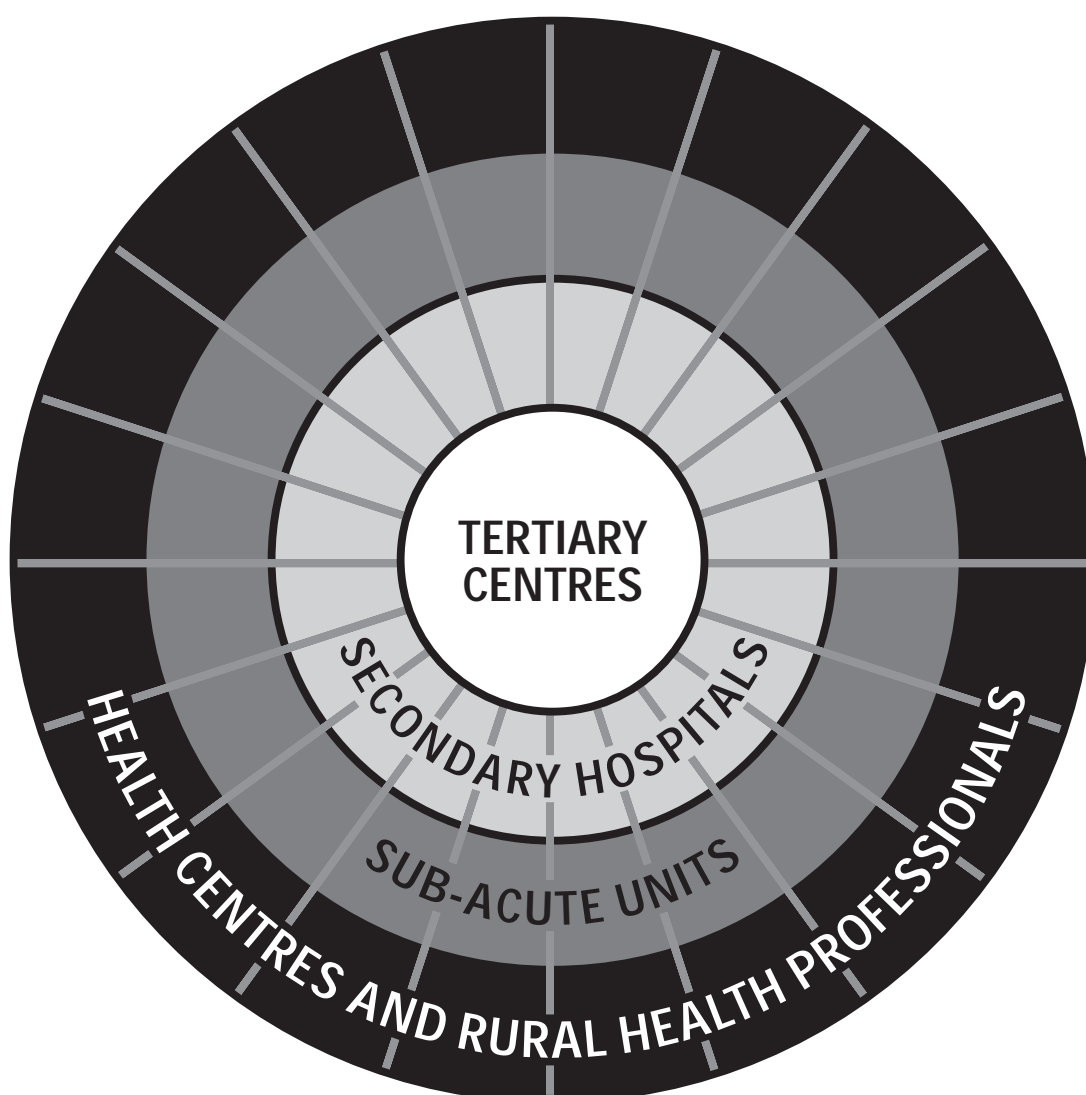 TERTIARY
CENTRES
SECONDARY HOSPITALS
SUB-ACUTE UNITS
HEALTH CENTRES AND RURAL HEALTH PROFESSIONALS